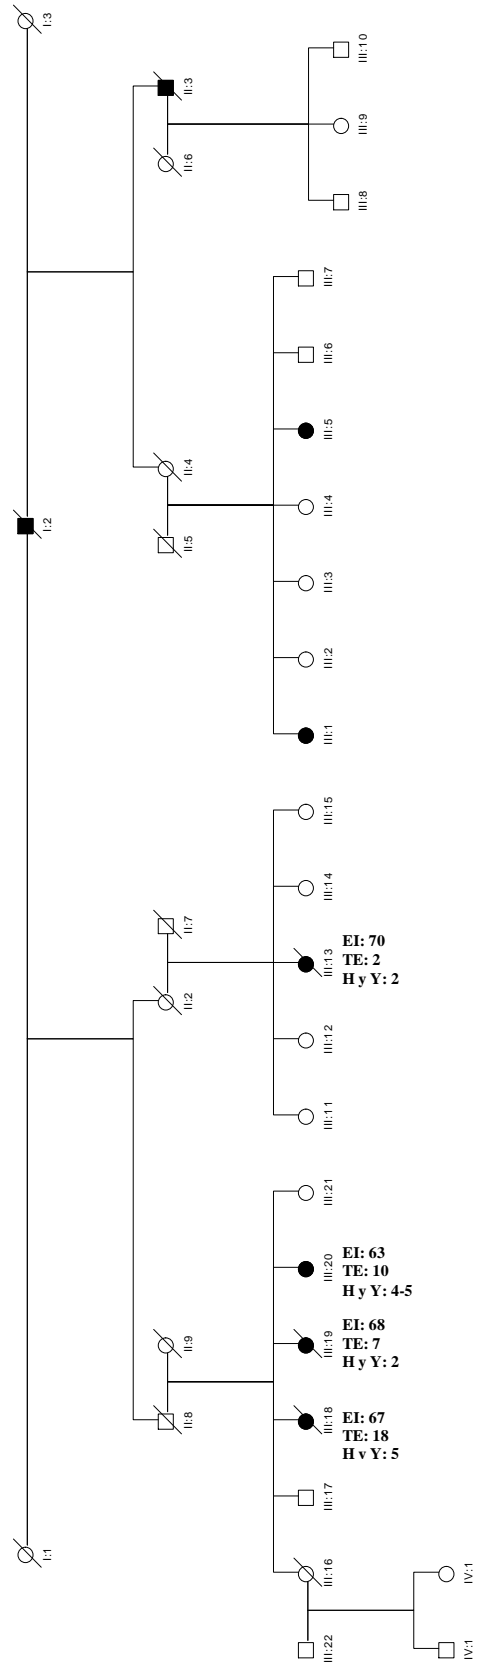 I:1
I:2
I:3
II:8
II:9
II:2
II:7
II:5
II:4
II:6
II:3
III:22
III:16
III:17
III:18
EI: 67
TE: 18
H v Y: 5
III:19
EI: 68
TE: 7
H y Y: 2
III:20
EI: 63
TE: 10
H y Y: 4-5
III:21
III:11
III:12
III:13
EI: 70
TE: 2
H y Y: 2
III:14
III:15
III:1
III:2
III:3
III:4
III:5
III:6
III:7
III:8
III:9
III:10
IV:1
IV:1